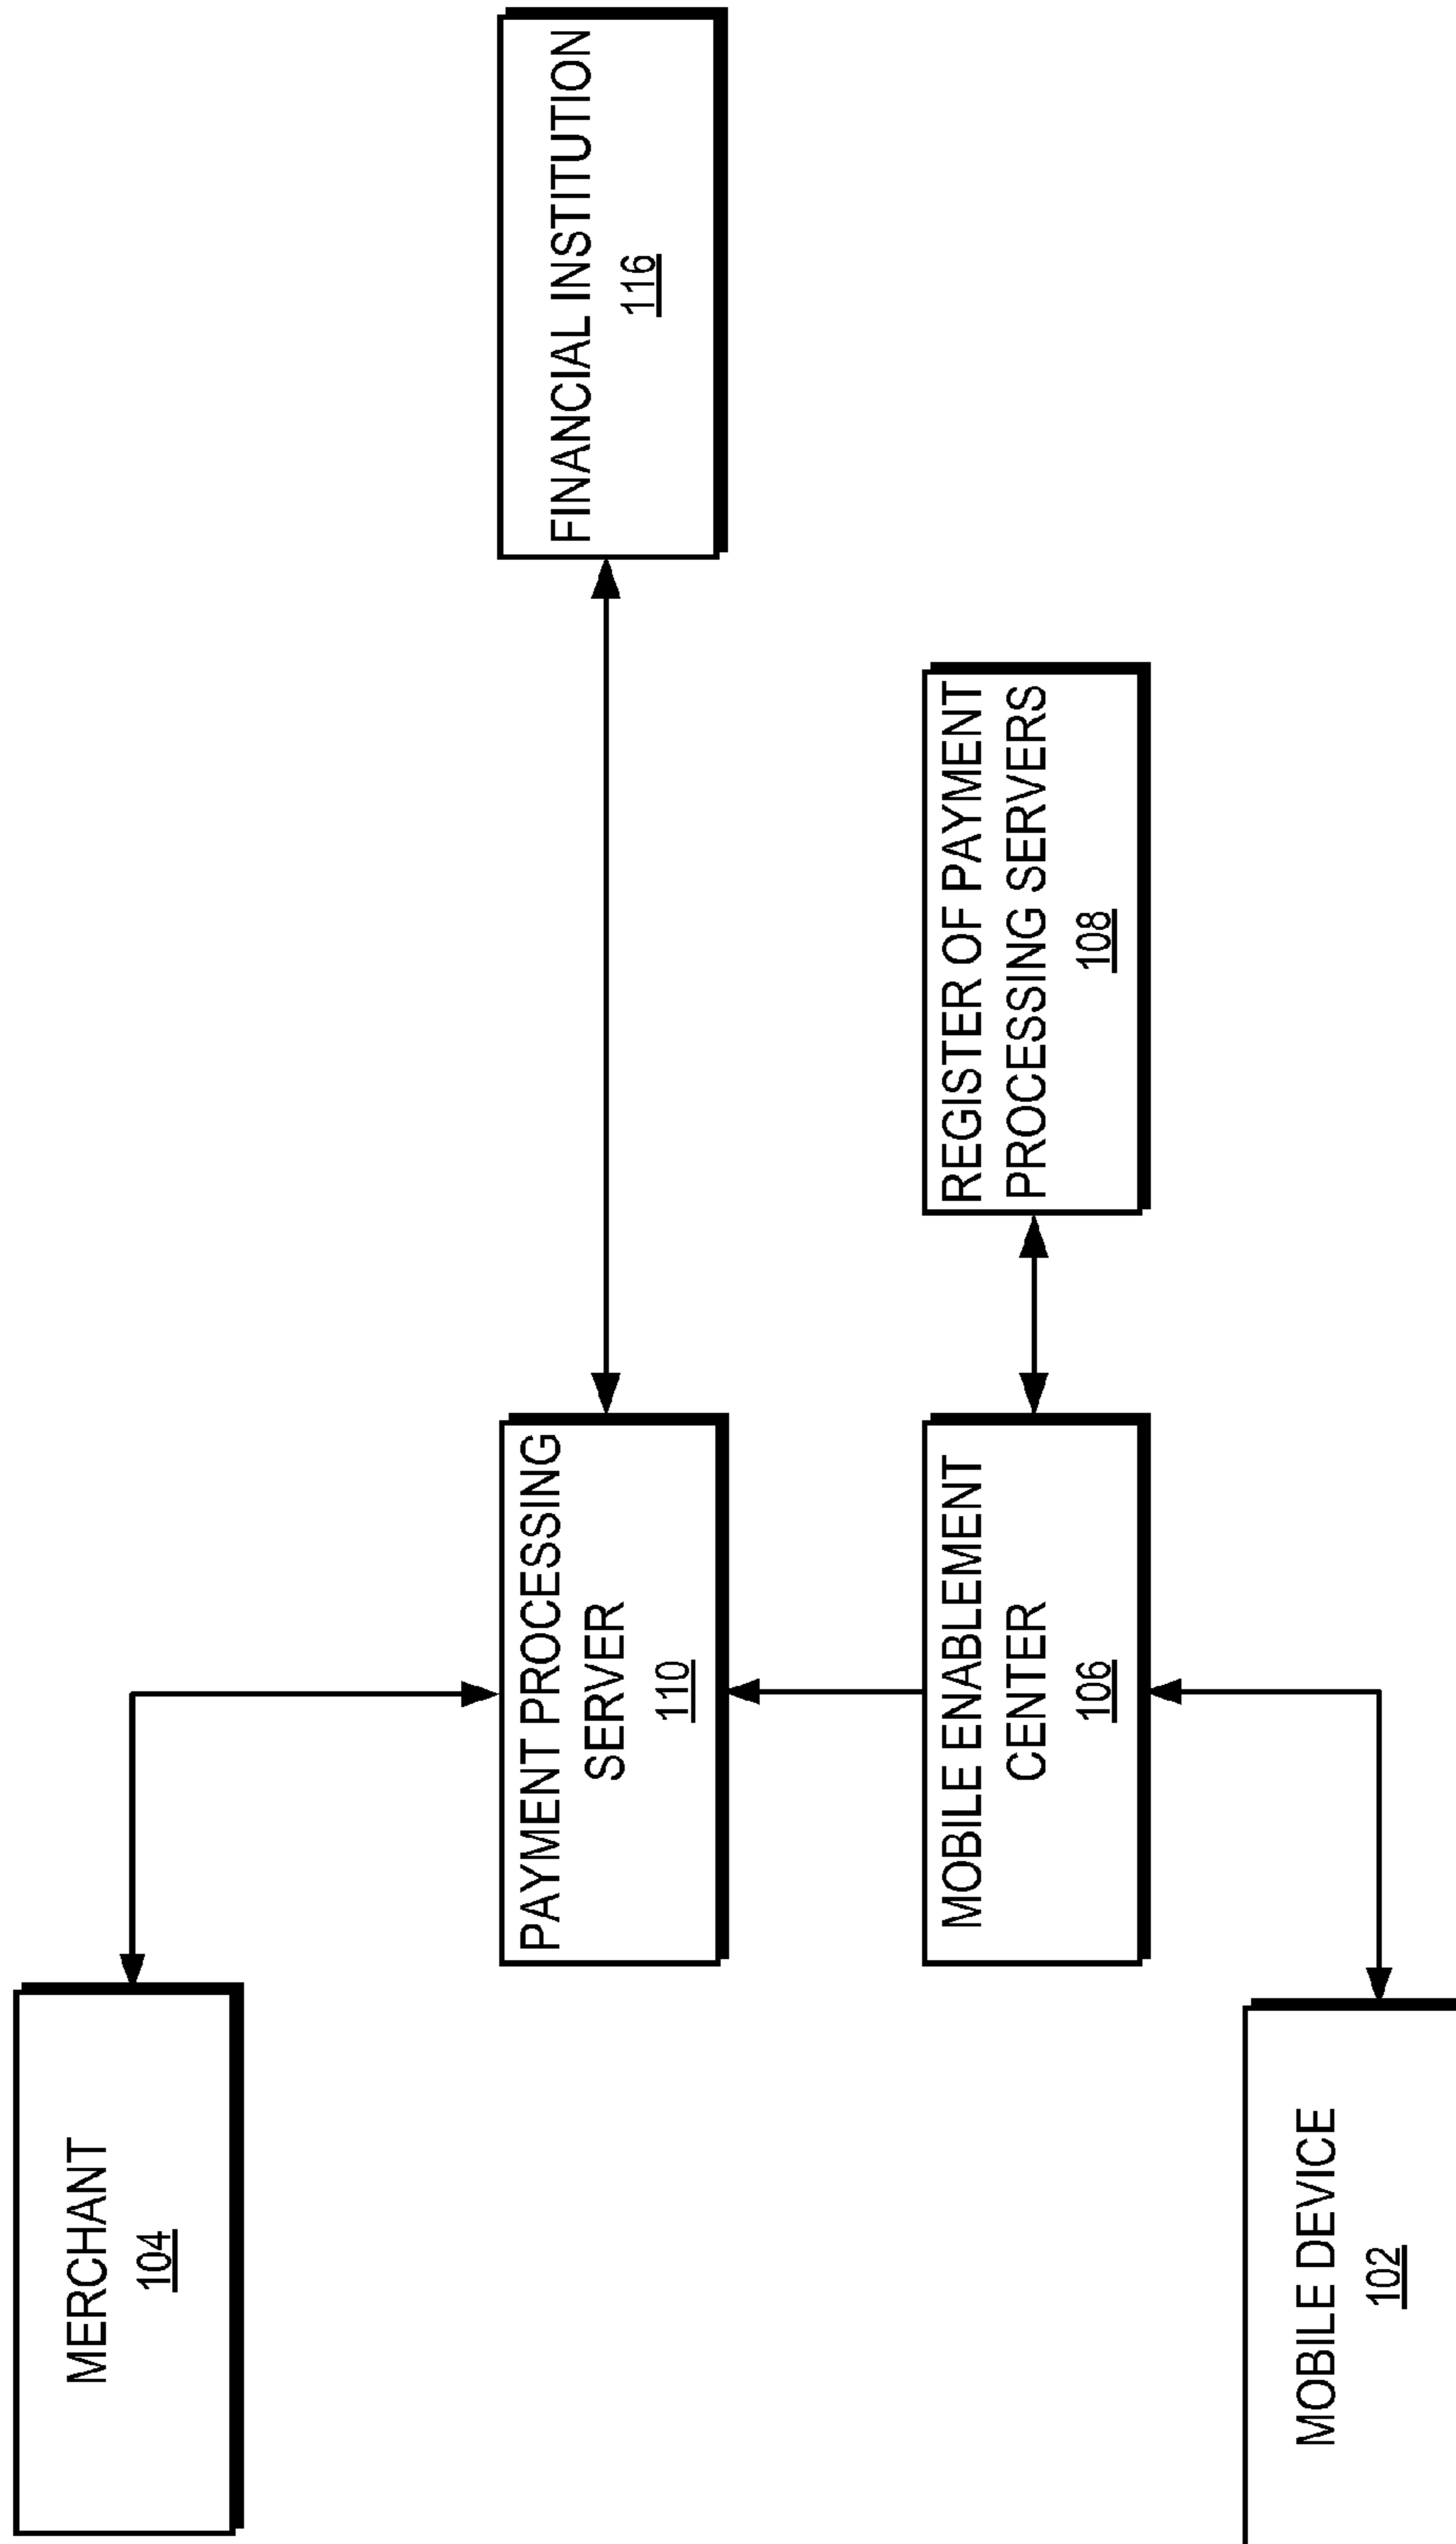 MERCHANT
104
PAYMENT PROCESSING
SERVER
110
FINANCIAL INSTITUTION
116
MOBILE ENABLEMENT
CENTER
106
REGISTER OF PAYMENT
PROCESSING SERVERS
108
MOBILE DEVICE
102